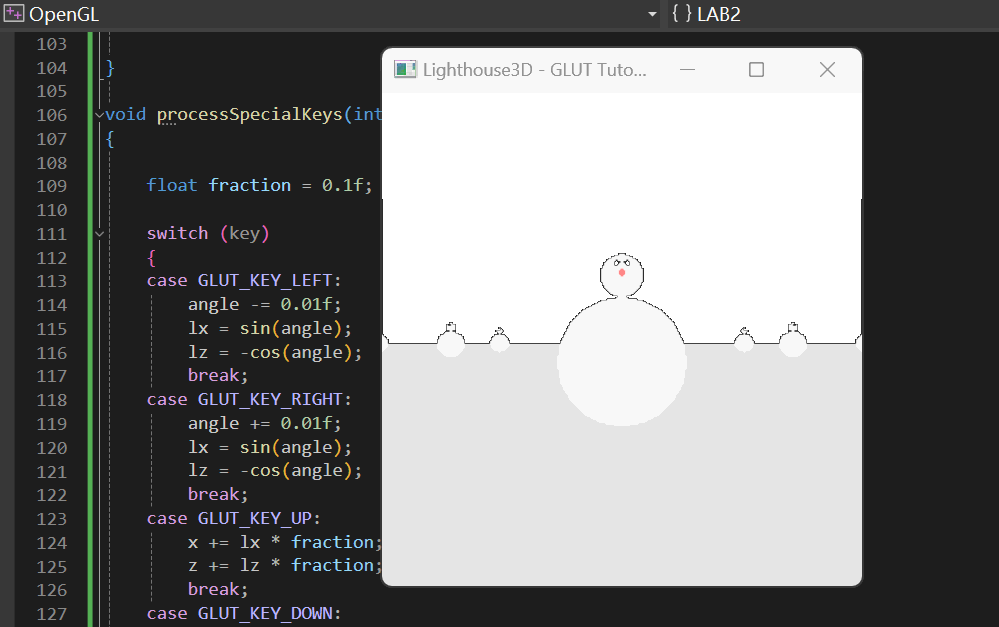 OpenGL
{ } LAB2
Lighthouse3D - GLUT Tuto...
103
104 }
105
106 void processSpecialKeys(int
107 {
108
109 float fraction = 0.1f;
110
111 switch (key)
112 {
113 case GLUT_KEY_LEFT:
114 angle -= 0.01f;
115 lx = sin(angle);
116 lz = -cos(angle);
117 break;
118 case GLUT_KEY_RIGHT:
119 angle += 0.01f;
120 lx = sin(angle);
121 lz = -cos(angle);
122 break;
123 case GLUT_KEY_UP:
124 x += lx * fraction;
125 z += lz * fraction;
126 break;
127 case GLUT_KEY_DOWN: